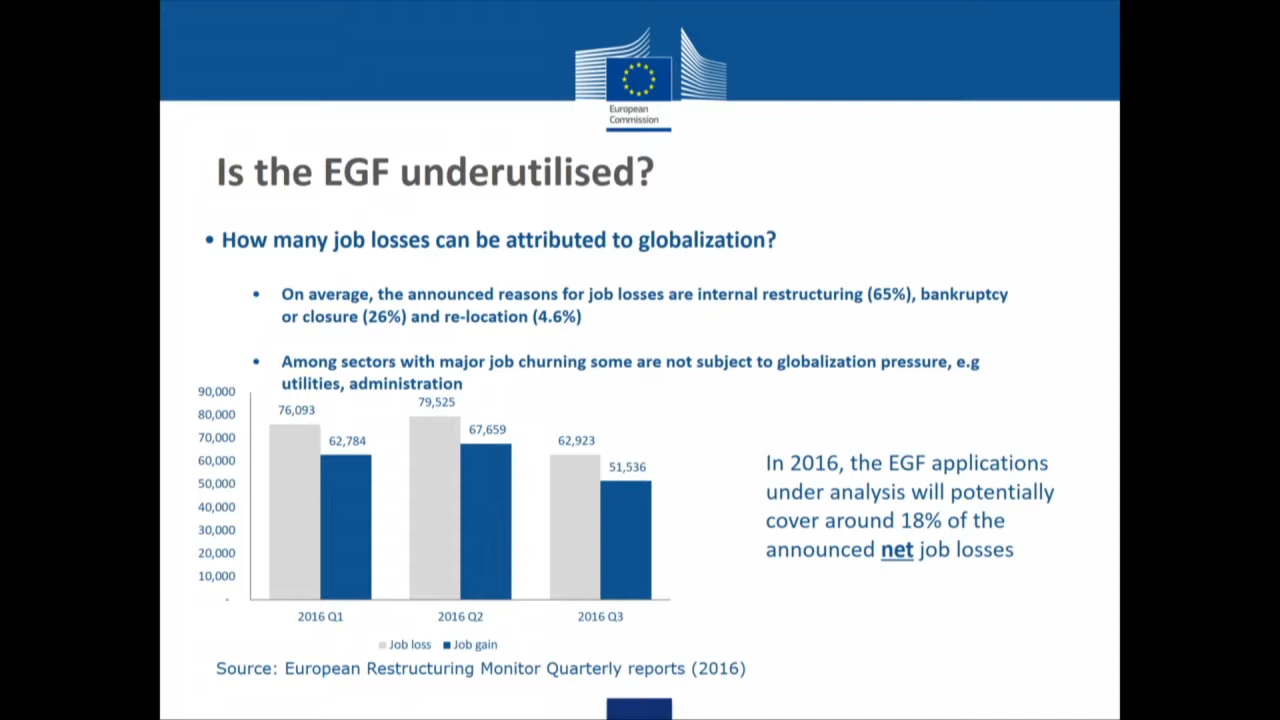 European
Commission
Is the EGF underutilised?
• How many job losses can be attributed to globalization?
• On average, the announced reasons for job losses are internal restructuring (65%), bankruptcy
or closure (26%) and re-location (4.6%)
• Among sectors with major job churning some are not subject to globalization pressure, e.g
utilities, administration
90,000
80,000
70,000
60,000
50,000
40,000
30,000
20,000
10,000
-
76,093
62,784
79,525
67,659
62,923
51,536
2016 Q1
2016 Q2
2016 Q3
Job loss
Job gain
In 2016, the EGF applications
under analysis will potentially
cover around 18% of the
announced net job losses
Source: European Restructuring Monitor Quarterly reports (2016)